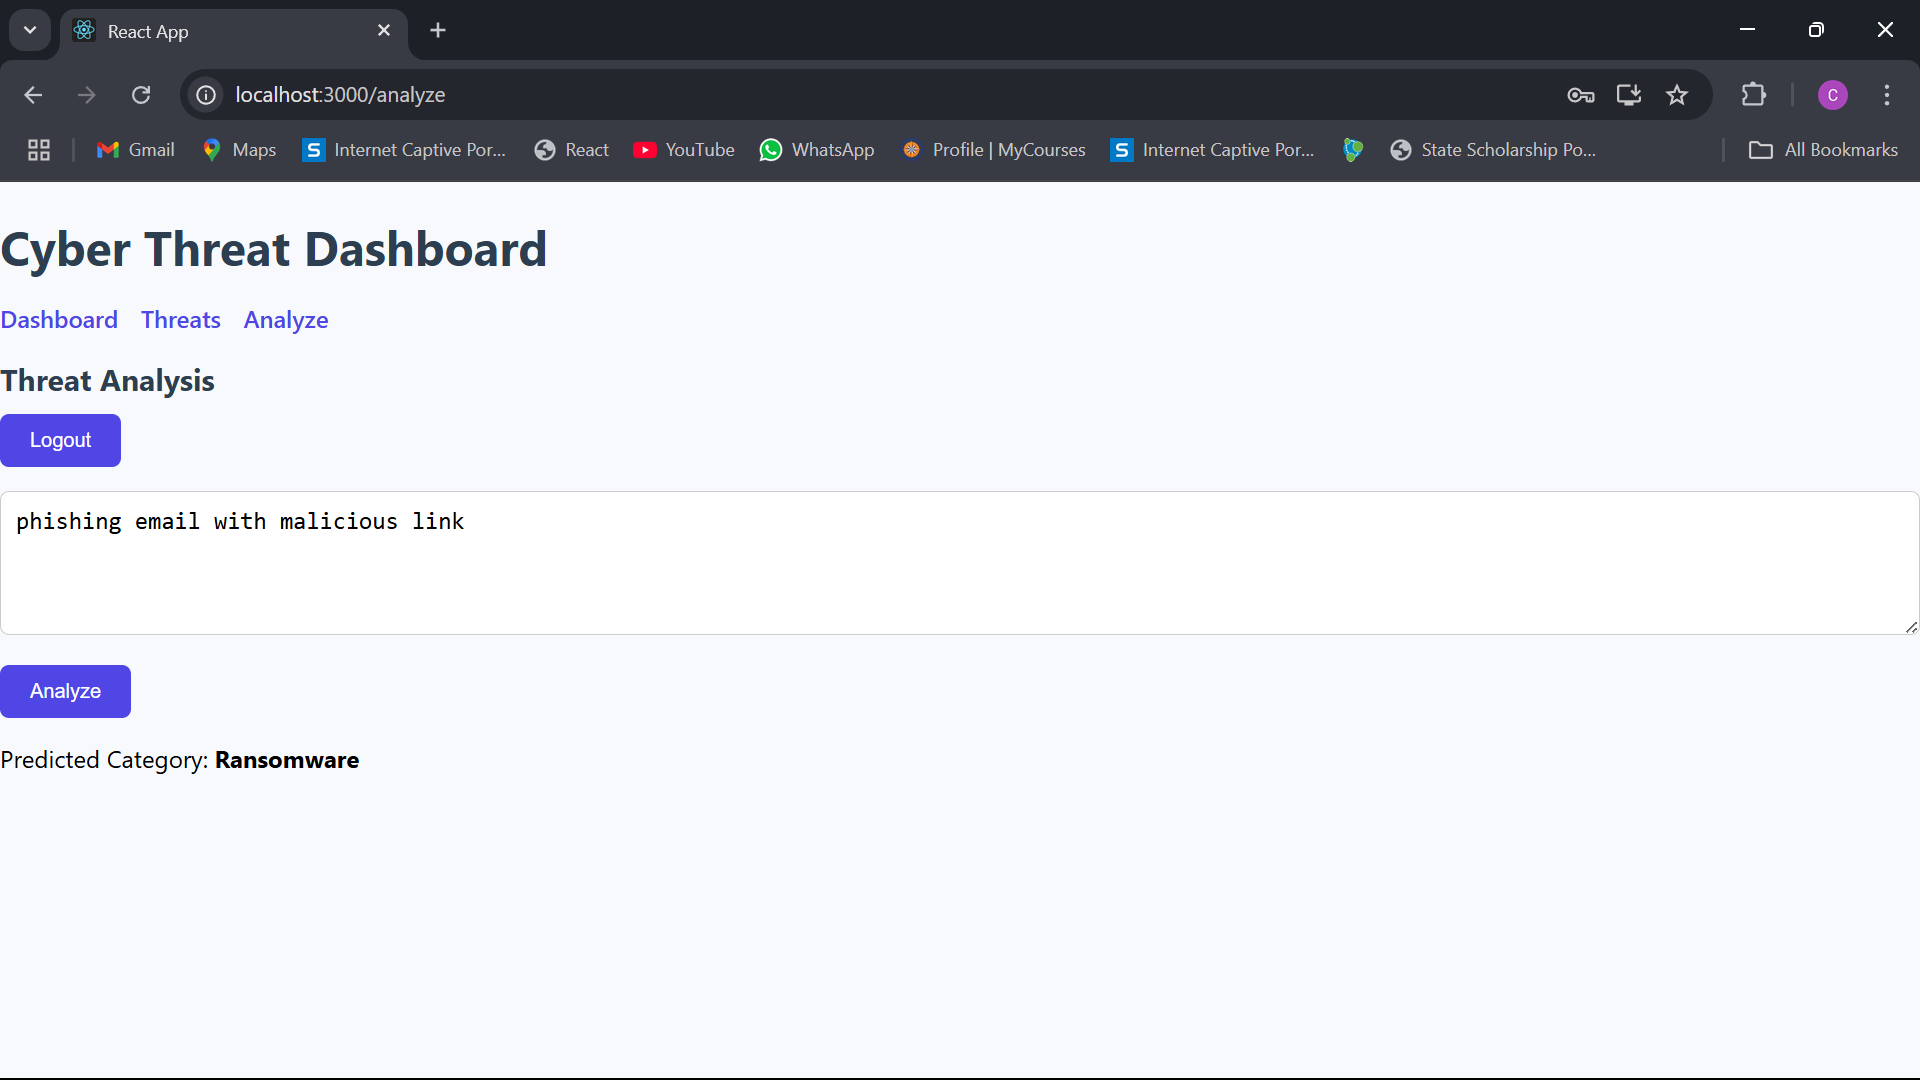 React App
localhost:3000/analyze
C
Gmail
Maps
S Internet Captive Por...
React
YouTube
WhatsApp
Profile | MyCourses
S Internet Captive Por...
State Scholarship Po...
All Bookmarks
Cyber Threat Dashboard
Dashboard Threats Analyze
Threat Analysis
Logout
phishing email with malicious link
Analyze
Predicted Category: Ransomware